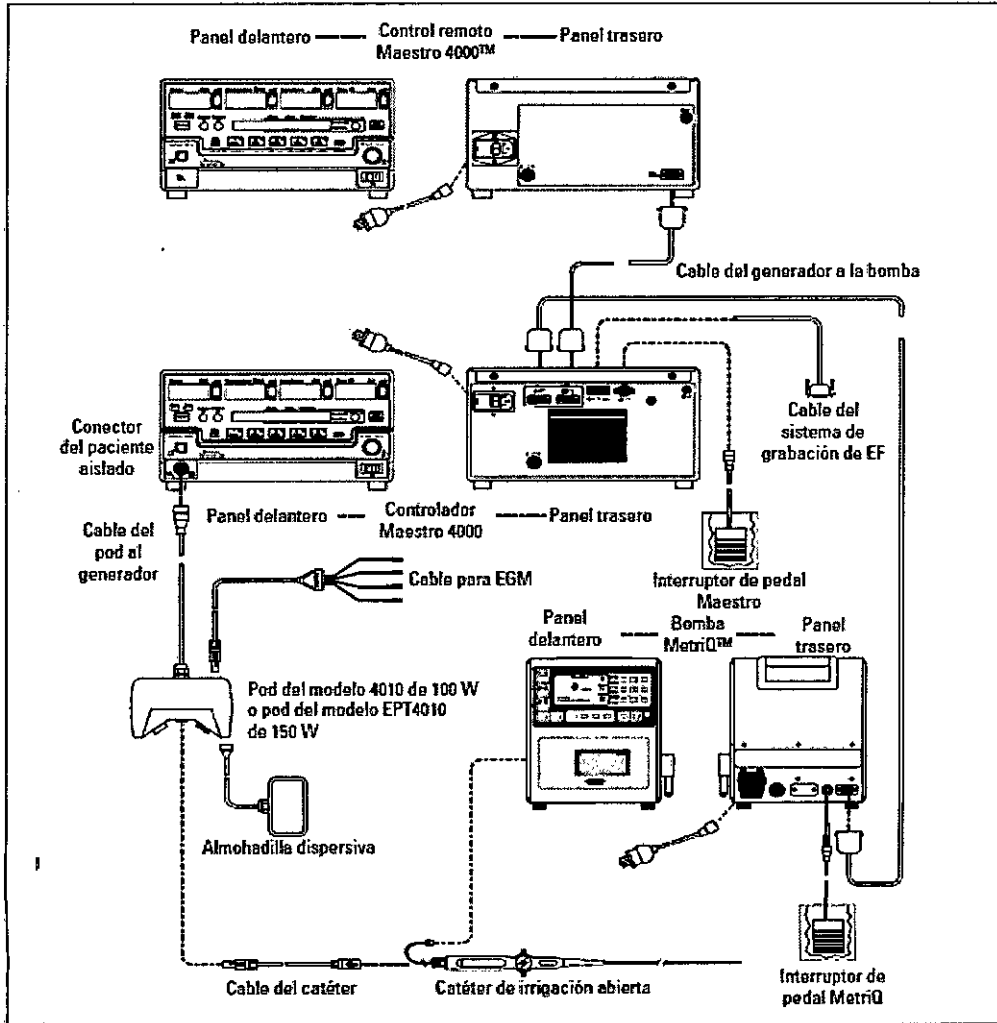 Panel delantero Control remoto Panel trasero
Maestro 4000™
Cable del generador a la bomba
Conector
del paciente
aislado
Cable del
sistema de
grabación de EF
Panel delantero Controlador Panel trasero
Maestro 4000
Cable del
pod al
generador
Cable para EGM
Interruptor de pedal
Maestro
Panel
delantero
Bomba
MetriQ™
Panel
trasero
Pod del modelo 4010 de 100 W
o pod del modelo EPT4010
de 150 W
Almohadilla dispersiva
Cable del catéter
Catéter de irrigación abierta
Interruptor de
pedal MetriQ